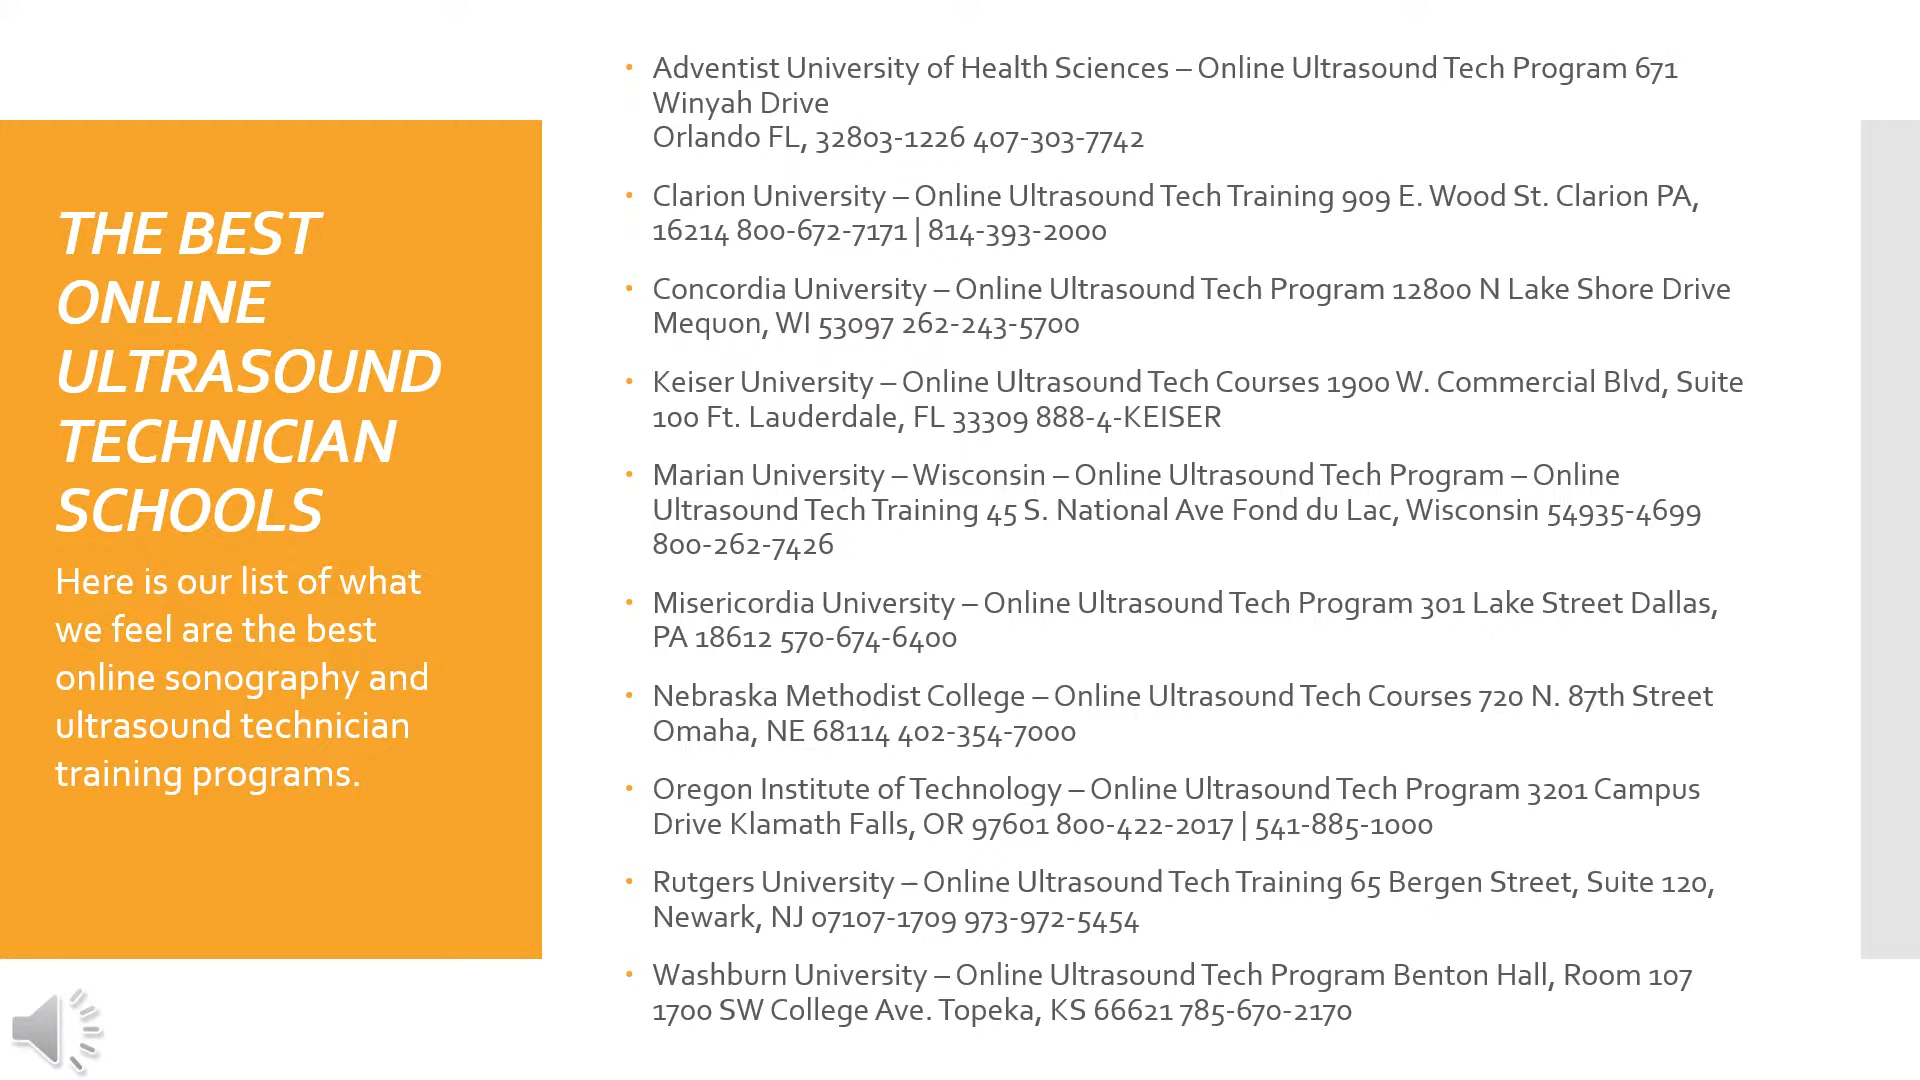 THE BEST
ONLINE
ULTRASOUND
TECHNICIAN
SCHOOLS
Here is our list of what
we feel are the best
online sonography and
ultrasound technician
training programs.
• Adventist University of Health Sciences – Online Ultrasound Tech Program 671
Winyah Drive
Orlando FL, 32803-1226 407-303-7742
• Clarion University – Online Ultrasound Tech Training 909 E. Wood St. Clarion PA,
16214 800-672-7171 | 814-393-2000
• Concordia University – Online Ultrasound Tech Program 12800 N Lake Shore Drive
Mequon, WI 53097 262-243-5700
• Keiser University – Online Ultrasound Tech Courses 1900 W. Commercial Blvd, Suite
100 Ft. Lauderdale, FL 33309 888-4-KEISER
• Marian University – Wisconsin – Online Ultrasound Tech Program – Online
Ultrasound Tech Training 45 S. National Ave Fond du Lac, Wisconsin 54935-4699
800-262-7426
• Misericordia University – Online Ultrasound Tech Program 301 Lake Street Dallas,
PA 18612 570-674-6400
• Nebraska Methodist College – Online Ultrasound Tech Courses 720 N. 87th Street
Omaha, NE 68114 402-354-7000
• Oregon Institute of Technology – Online Ultrasound Tech Program 3201 Campus
Drive Klamath Falls, OR 97601 800-422-2017 | 541-885-1000
• Rutgers University – Online Ultrasound Tech Training 65 Bergen Street, Suite 120,
Newark, NJ 07107-1709 973-972-5454
• Washburn University – Online Ultrasound Tech Program Benton Hall, Room 107
1700 SW College Ave. Topeka, KS 66621 785-670-2170